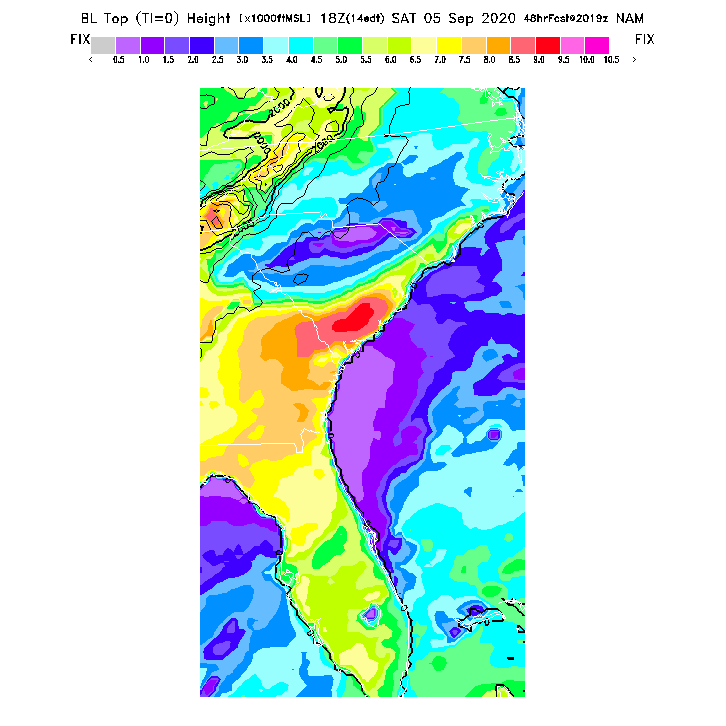 BL Top (TI=0) Height [x1000ftMSL] 18Z(14edt) SAT 05 Sep 2020 48hrFcst@2019z NAM
FIX FIX
< 0.5 1.0 1.5 2.0 2.5 3.0 3.5 4.0 4.5 5.0 5.5 6.0 6.5 7.0 7.5 8.0 8.5 9.0 9.5 10.0 10.5 >
2000
2000
2000